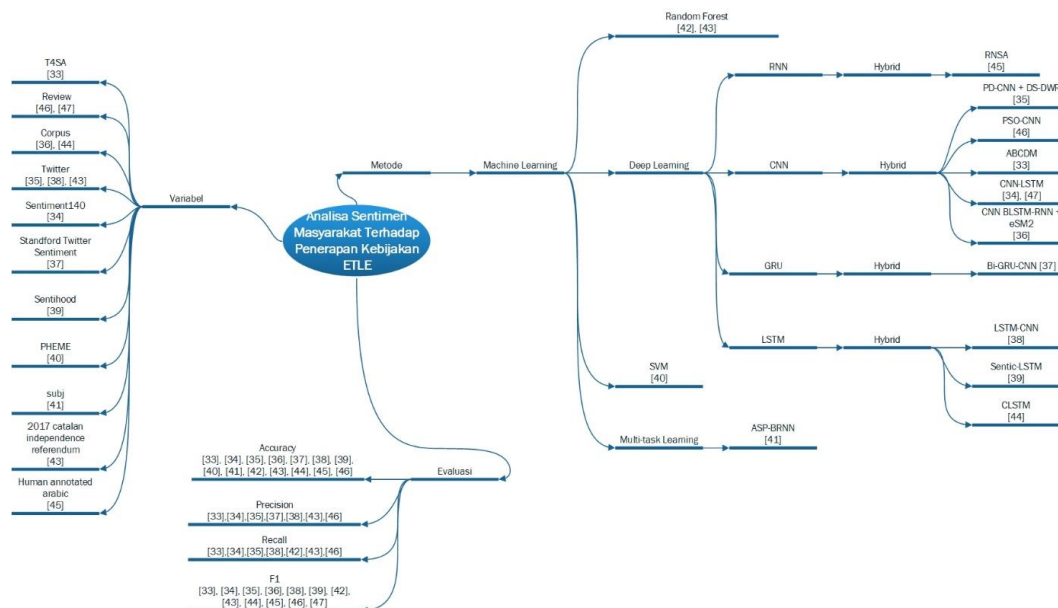 Analisa Sentimen
Masyarakat Terhadap
Penerapan Kebijakan
ETLE
Variabel
T4SA
[33]
Review
[46], [47]
Corpus
[36], [44]
Twitter
[35], [38], [43]
Sentiment140
[34]
Standford Twitter
Sentiment
[37]
Sentihood
[39]
PHEME
[40]
subj
[41]
2017 catalan
independence
referendum
[43]
Human annotated
arabic
[45]
Metode
Machine Learning
Random Forest
[42], [43]
Deep Learning
RNN
Hybrid
RNSA
[45]
CNN
Hybrid
PD-CNN + DS-DWR
[35]
PSO-CNN
[46]
ABCDM
[33]
CNN-LSTM
[34], [47]
CNN BLSTM-RNN +
eSM2
[36]
GRU
Hybrid
Bi-GRU-CNN [37]
LSTM
Hybrid
LSTM-CNN
[38]
Sentic-LSTM
[39]
CLSTM
[44]
SVM
[40]
Multi-task Learning
ASP-BRNN
[41]
Evaluasi
Accuracy
[33], [34], [35], [36], [37], [38], [39],
[40], [41], [42], [43], [44], [45], [46]
Precision
[33],[34],[35],[37],[38],[43],[46]
Recall
[33],[34],[35],[38],[42],[43],[46]
F1
[33], [34], [35], [36], [38], [39], [42],
[43], [44], [45], [46], [47]